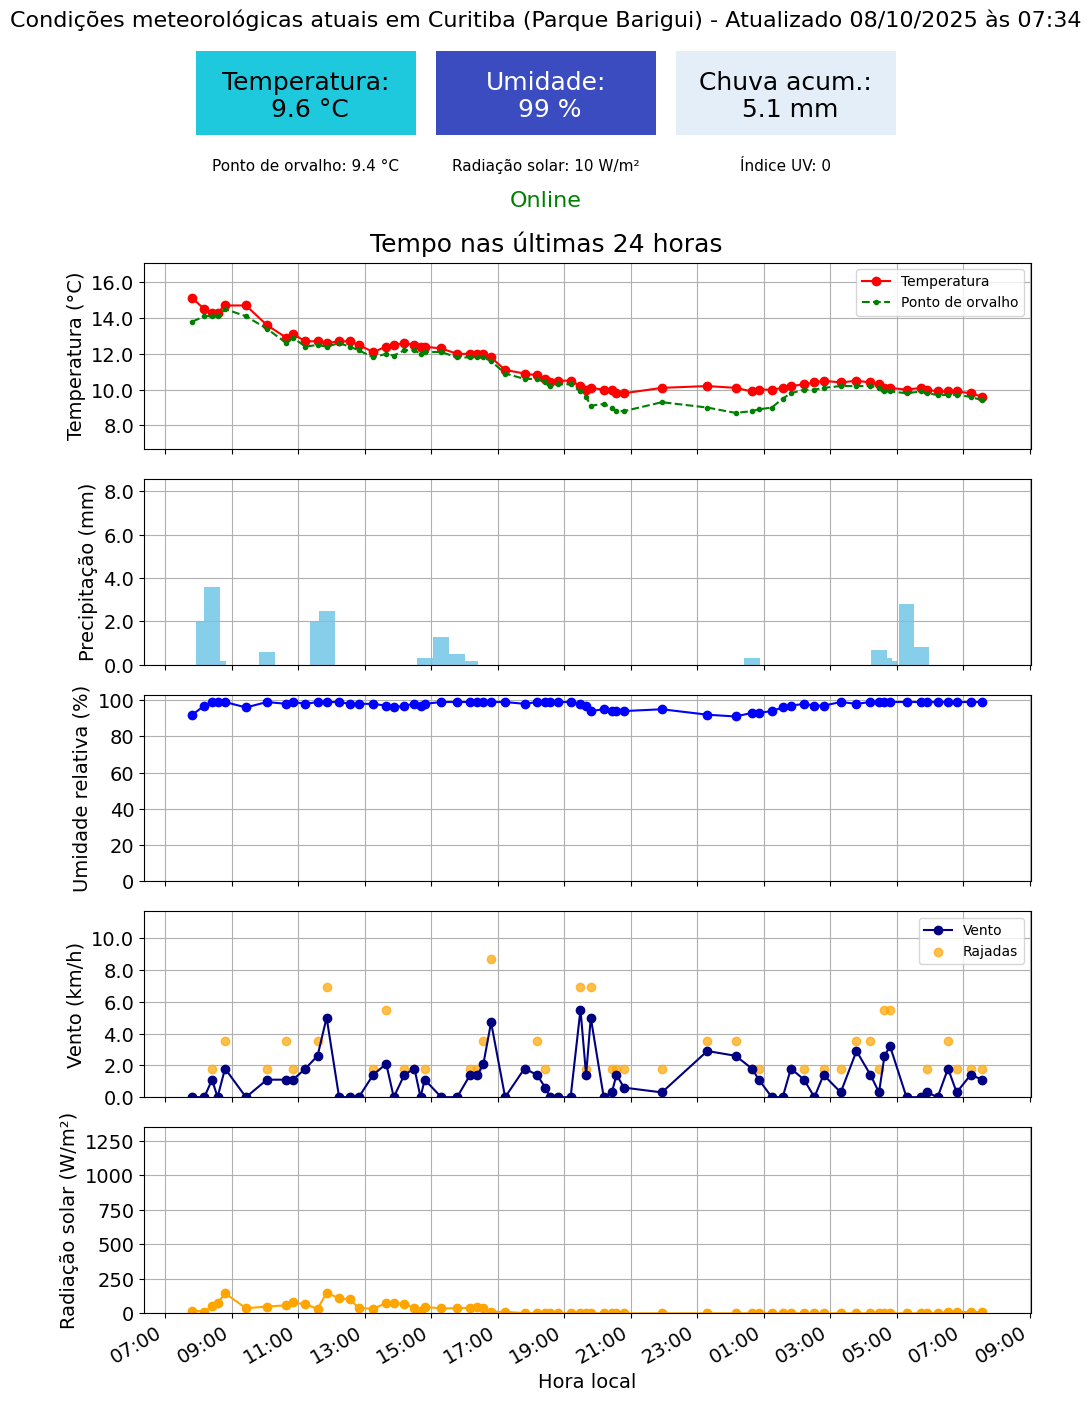 Condições meteorológicas atuais em Curitiba (Parque Barigui) - Atualizado 08/10/2025 às 07:34
Temperatura:
9.6 °C
Umidade:
99 %
Chuva acum.:
5.1 mm
Ponto de orvalho: 9.4 °C
Radiação solar: 10 W/m²
Índice UV: 0
Online
Tempo nas últimas 24 horas
Temperatura (°C)
16.0
14.0
12.0
10.0
8.0
Temperatura
Ponto de orvalho
Precipitação (mm)
8.0
6.0
4.0
2.0
0.0
Umidade relativa (%)
100
80
60
40
20
0
Vento (km/h)
10.0
8.0
6.0
4.0
2.0
0.0
Vento
Rajadas
Radiação solar (W/m²)
1250
1000
750
500
250
0
07:00
09:00
11:00
13:00
15:00
17:00
19:00
21:00
23:00
01:00
03:00
05:00
07:00
09:00
Hora local